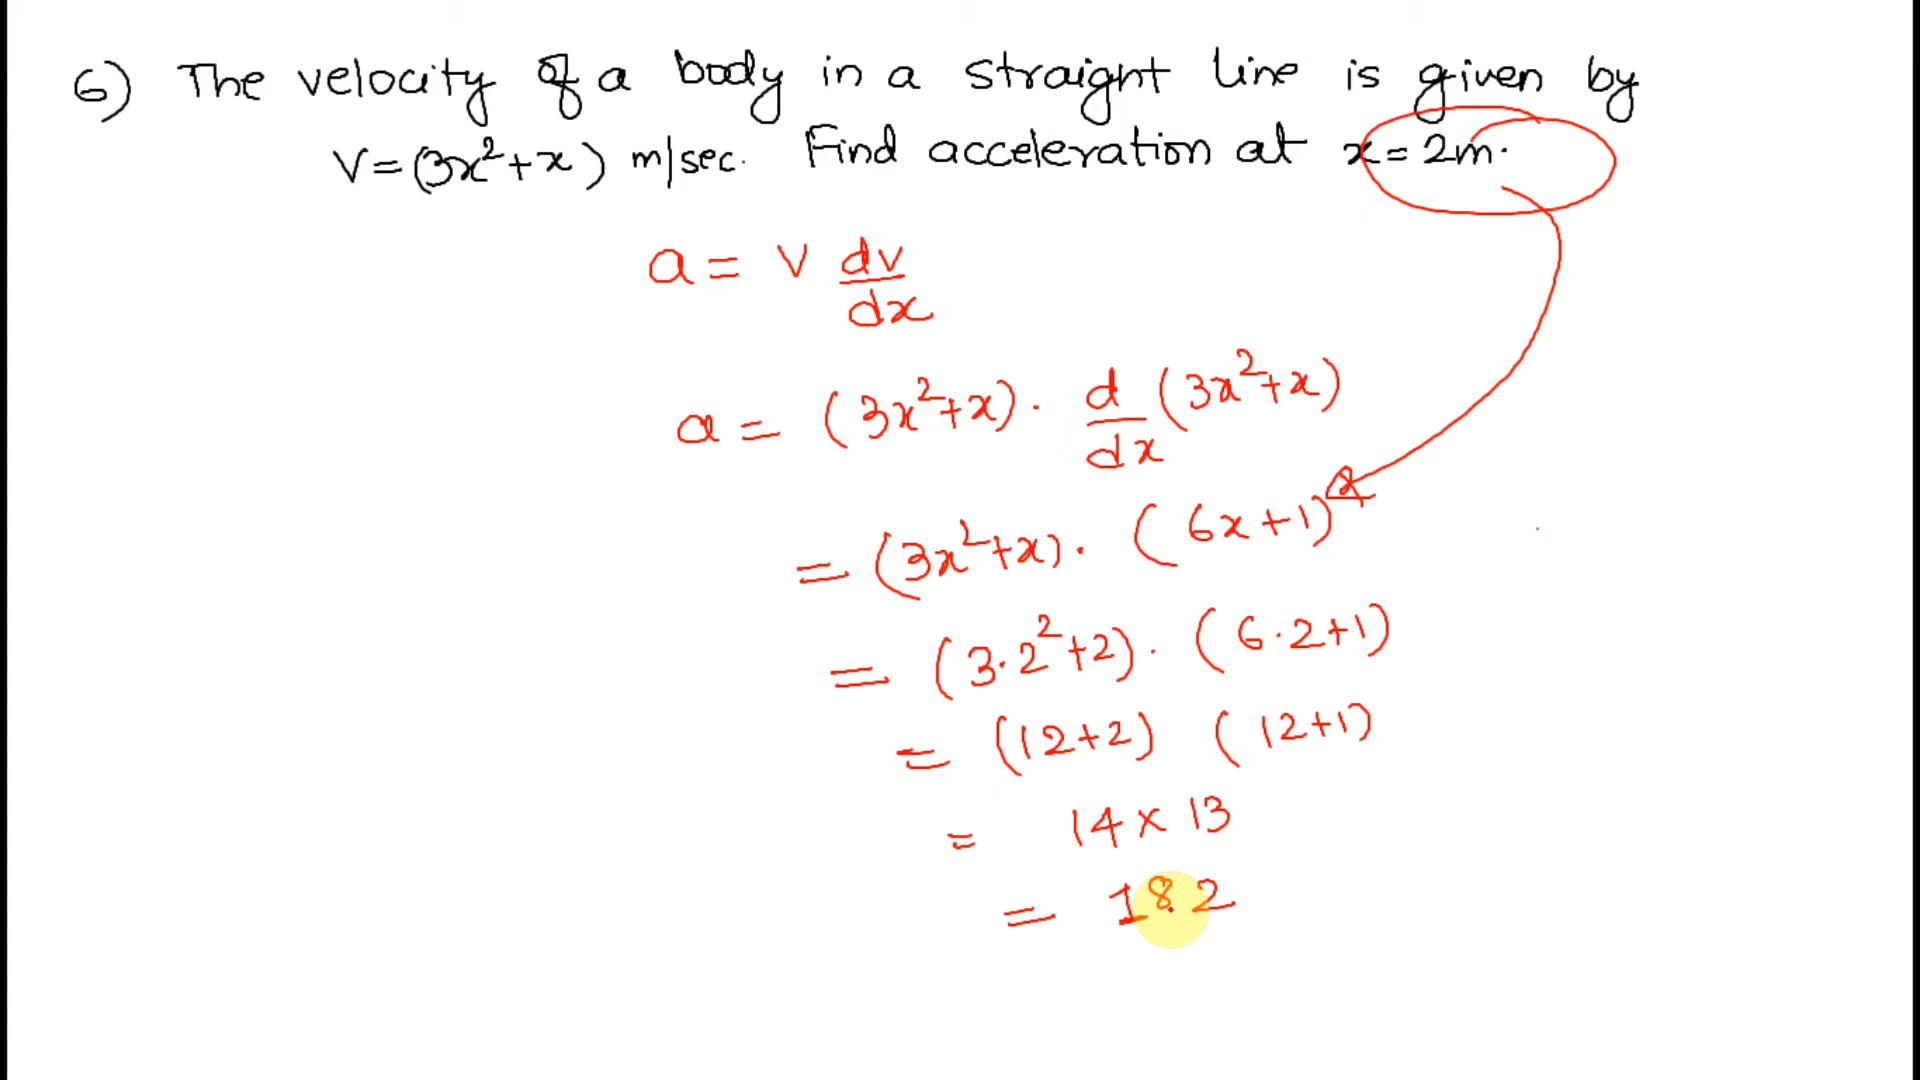 6) The velocity of a body in a straight line is given by
V=(3x²+x) m/sec. Find acceleration at x=2m.
a = v dv/dx
a = (3x²+x). d/dx (3x²+x)
= (3x²+x). (6x+1)
= (3.2²+2). (6.2+1)
= (12+2) (12+1)
= 14 x 13
= 182